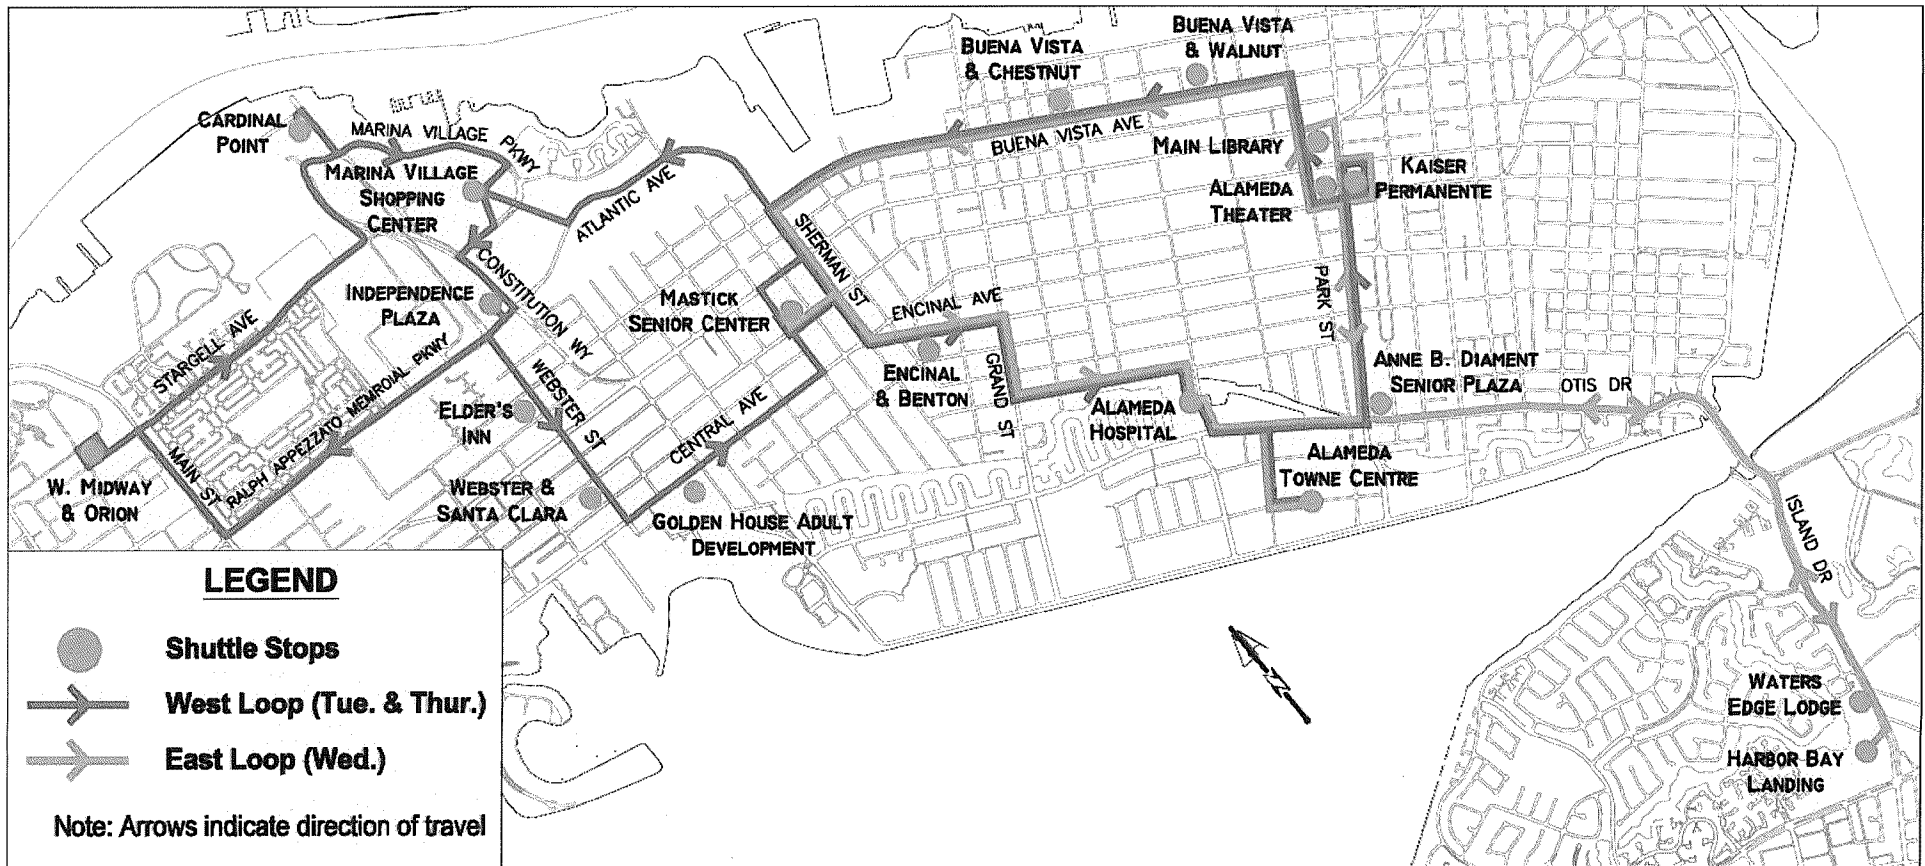 BUENA VISTA
& WALNUT
BUENA VISTA
& CHESTNUT
CARDINAL
POINT
MARINA VILLAGE PKWY
BUENA VISTA AVE
MAIN LIBRARY
KAISER
PERMANENTE
MARINA VILLAGE
SHOPPING
CENTER
ATLANTIC AVE
ALAMEDA
THEATER
SHERMAN ST
CONSTITUTION WY
INDEPENDENCE
PLAZA
MASTICK
SENIOR CENTER
ENCINAL AVE
PARK ST
STARGELL AVE
ANNE B. DIAMENT
SENIOR PLAZA
OTIS DR
ENCINAL
& BENTON
GRAND ST
WEBSTER ST
ELDER'S
INN
CENTRAL AVE
ALAMEDA
HOSPITAL
RALPH APPEZZATO MEMROIAL PKWY
MAIN ST
ALAMEDA
TOWNE CENTRE
W. MIDWAY
& ORION
WEBSTER &
SANTA CLARA
GOLDEN HOUSE ADULT
DEVELOPMENT
ISLAND DR
WATERS
EDGE LODGE
HARBOR BAY
LANDING
LEGEND
Shuttle Stops
West Loop (Tue. & Thur.)
East Loop (Wed.)
Note: Arrows indicate direction of travel
Z